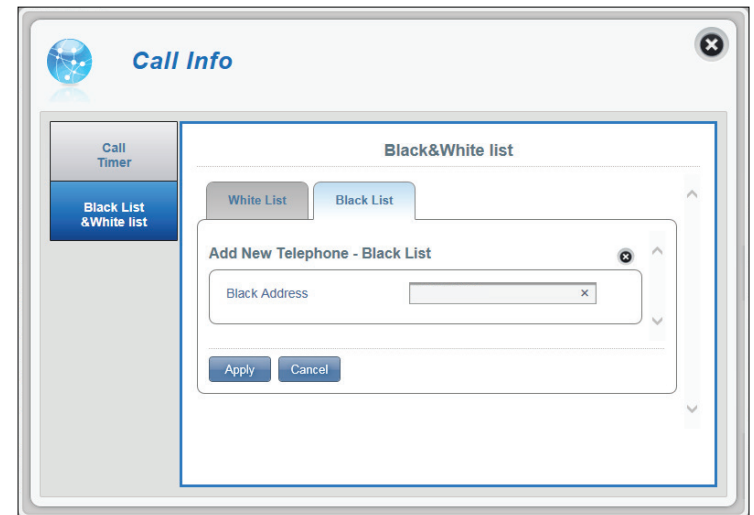 Call Info
Call
Timer
Black List
&White list
Black&White list
White List
Black List
Add New Telephone - Black List
Black Address
Apply
Cancel